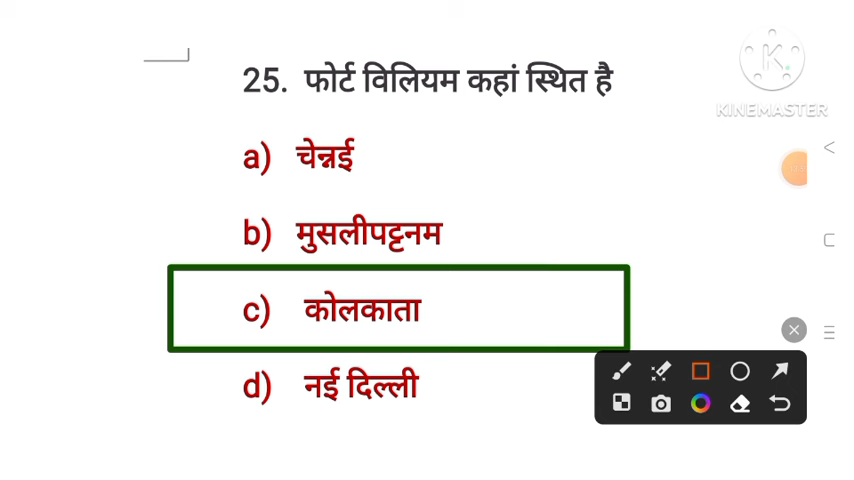 25. फोर्ट विलियम कहां स्थित है
a) चेन्नई
b) मुसलीपट्टनम
c) कोलकाता
d) नई दिल्ली
K
KINEMASTER